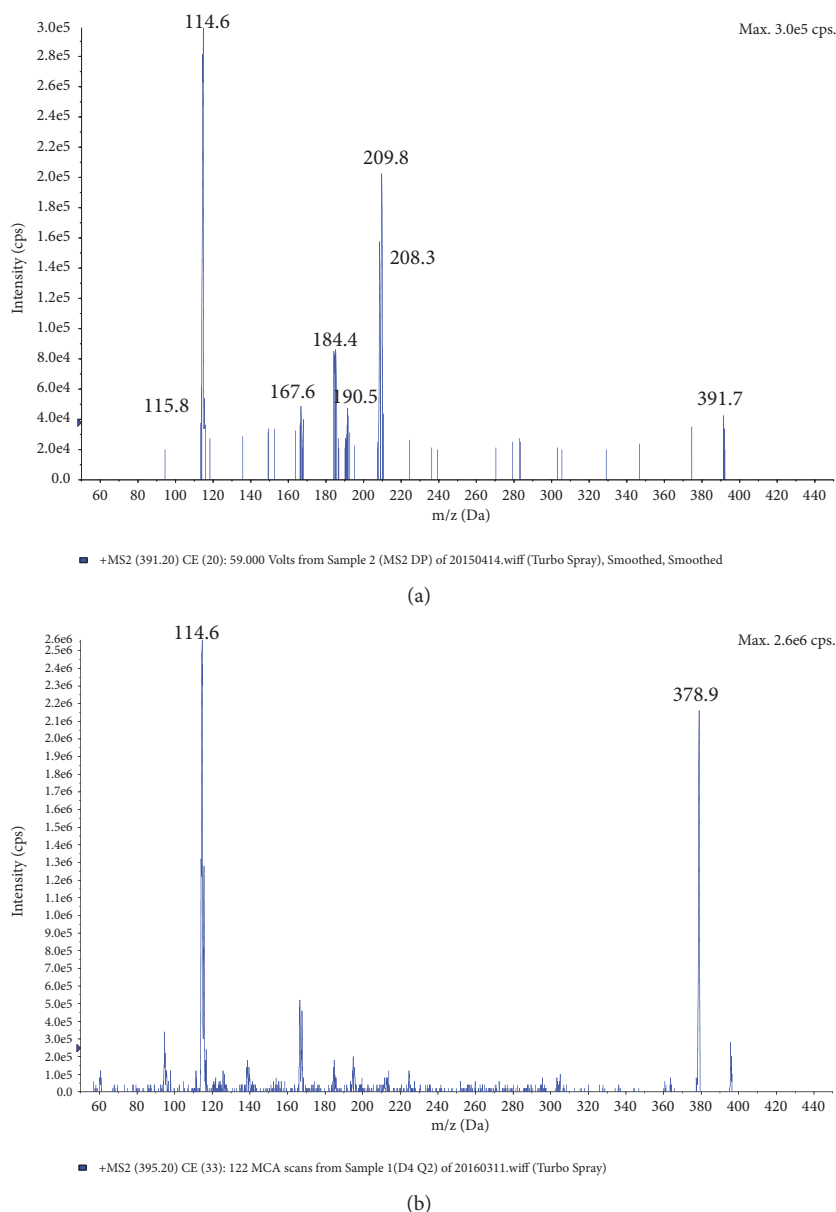 3.0e5
114.6
Max. 3.0e5 cps.
2.8e5
2.6e5
2.4e5
2.2e5
209.8
2.0e5
1.8e5
1.6e5
208.3
1.4e5
1.2e5
1.0e5
184.4
8.0e4
167.6
190.5
6.0e4
115.8
391.7
4.0e4
2.0e4
0.0
Intensity (cps)
60 80 100 120 140 160 180 200 220 240 260 280 300 320 340 360 380 400 420 440
m/z (Da)
+MS2 (391.20) CE (20): 59.000 Volts from Sample 2 (MS2 DP) of 20150414.wiff (Turbo Spray), Smoothed, Smoothed
(a)
2.6e6
114.6
Max. 2.6e6 cps.
2.5e6
2.4e6
2.3e6
378.9
2.2e6
2.1e6
2.0e6
1.9e6
1.8e6
1.7e6
1.6e6
1.5e6
1.4e6
1.3e6
1.2e6
1.1e6
1.0e6
9.0e5
8.0e5
7.0e5
6.0e5
5.0e5
4.0e5
3.0e5
2.0e5
1.0e5
0.0
Intensity (cps)
60 80 100 120 140 160 180 200 220 240 260 280 300 320 340 360 380 400 420 440
m/z (Da)
+MS2 (395.20) CE (33): 122 MCA scans from Sample 1(D4 Q2) of 20160311.wiff (Turbo Spray)
(b)